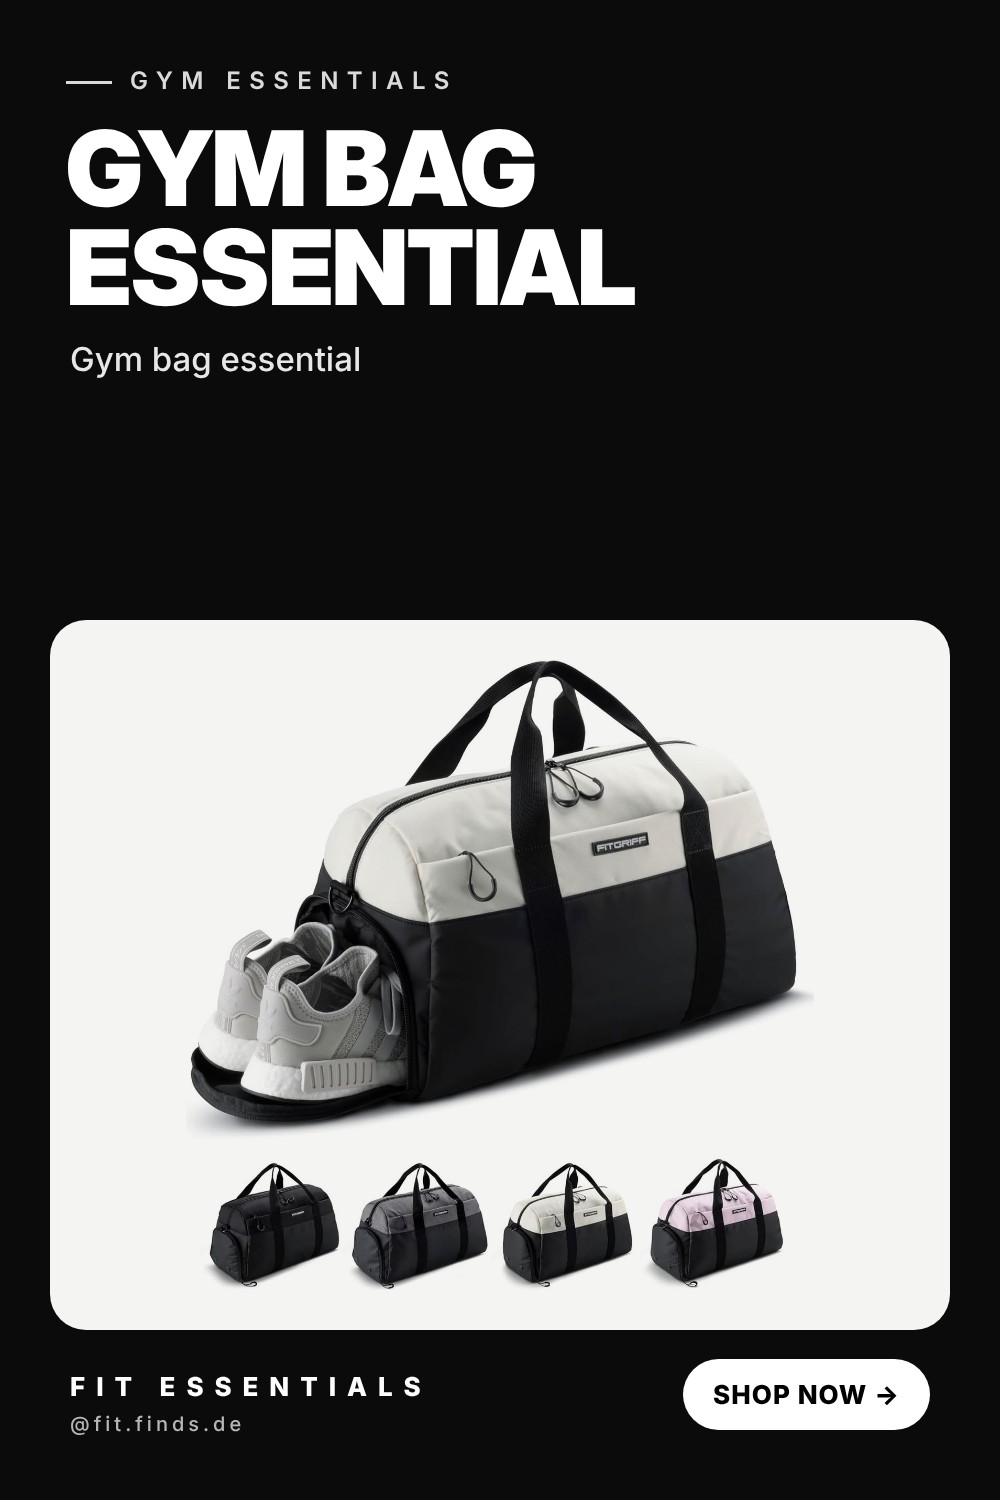 GYM ESSENTIALS
GYM BAG
ESSENTIAL
Gym bag essential
FITGRIFF
FIT ESSENTIALS
@fit.finds.de
SHOP NOW →